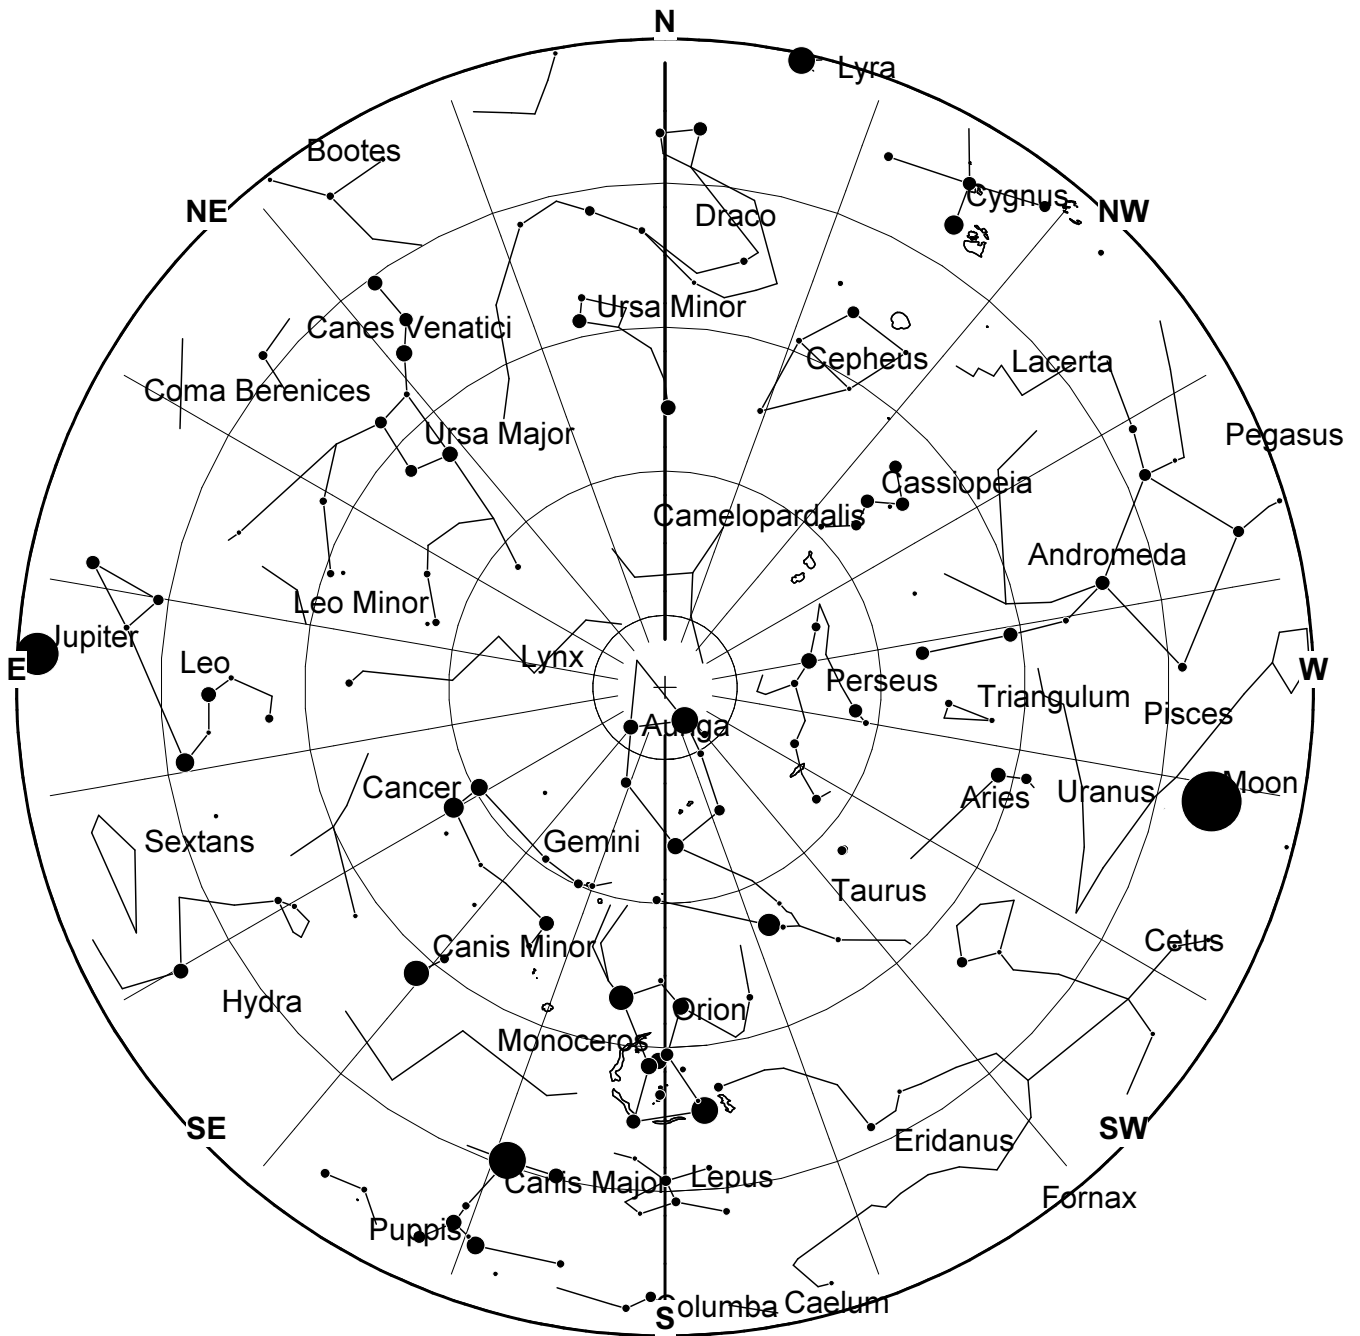 N
Lyra
Bootes
NE
Cygnus
NW
Draco
Ursa Minor
Canes Venatici
Cepheus
Lacerta
Coma Berenices
Ursa Major
Pegasus
Cassiopeia
Camelopardalis
Andromeda
Leo Minor
Jupiter
E
Leo
Lynx
Perseus
W
Triangulum
Pisces
Auriga
Cancer
Aries
Uranus
Moon
Sextans
Gemini
Taurus
Canis Minor
Cetus
Hydra
Orion
Monoceros
SE
SW
Eridanus
Canis Major
Lepus
Fornax
Puppis
S
Columba
Caelum